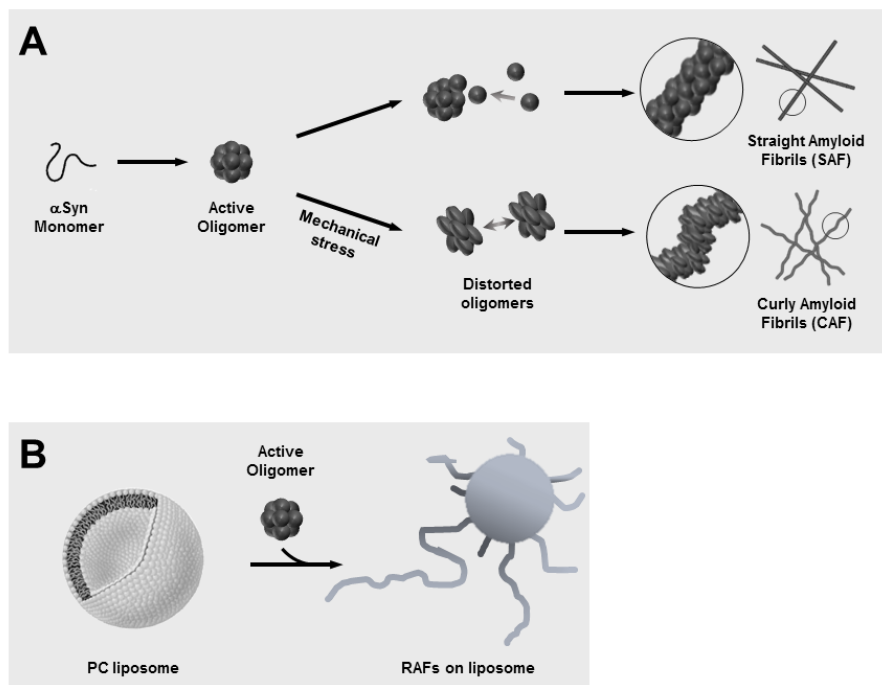 A
αSyn
Monomer
Active
Oligomer
Mechanical
stress
Distorted
oligomers
Straight Amyloid
Fibrils (SAF)
Curly Amyloid
Fibrils (CAF)
B
PC liposome
Active
Oligomer
RAFs on liposome